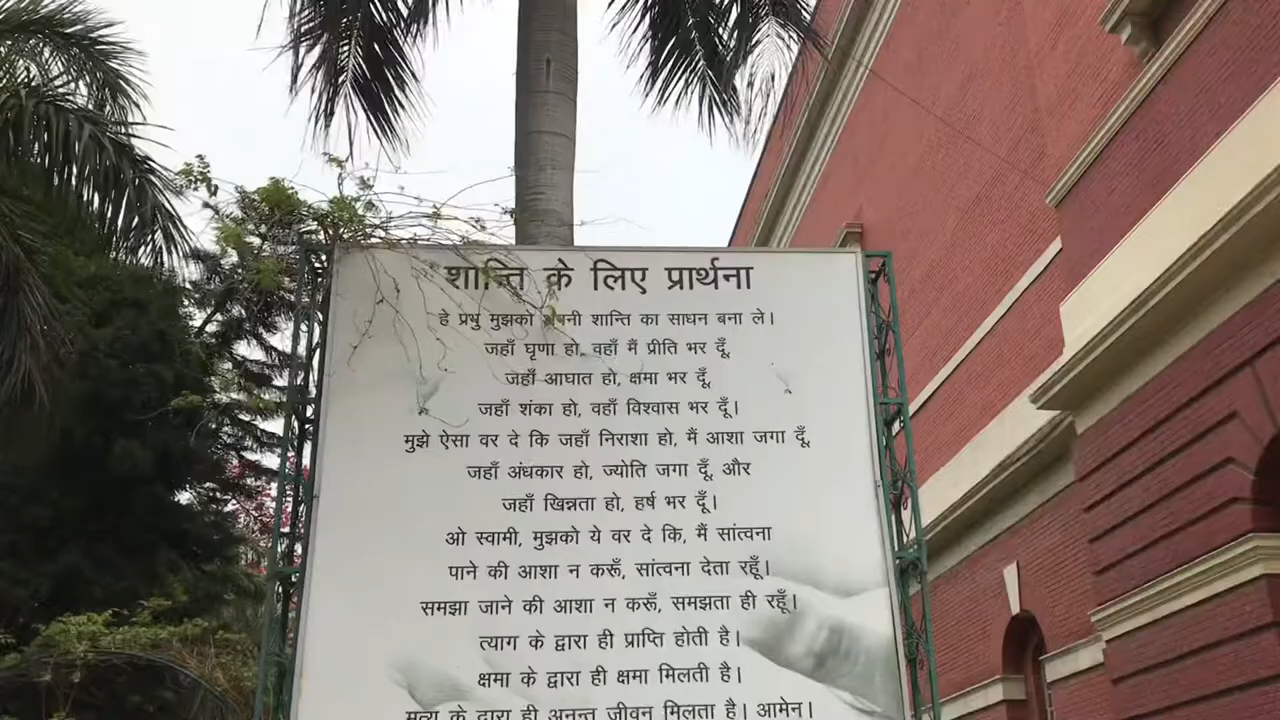 शान्ति के लिए प्रार्थना
हे प्रभु मुझको अपनी शान्ति का साधन बना ले।
जहाँ घृणा हो, वहाँ मैं प्रीति भर दूँ,
जहाँ आघात हो, क्षमा भर दूँ,
जहाँ शंका हो, वहाँ विश्वास भर दूँ।
मुझे ऐसा वर दे कि जहाँ निराशा हो, मैं आशा जगा दूँ,
जहाँ अंधकार हो, ज्योति जगा दूँ, और
जहाँ खिन्नता हो, हर्ष भर दूँ।
ओ स्वामी, मुझको ये वर दे कि, मैं सांत्वना
पाने की आशा न करूँ, सांत्वना देता रहूँ।
समझा जाने की आशा न करूँ, समझता ही रहूँ।
त्याग के द्वारा ही प्राप्ति होती है।
क्षमा के द्वारा ही क्षमा मिलती है।
मृत्यु के द्वारा ही अनन्त जीवन मिलता है। आमेन।